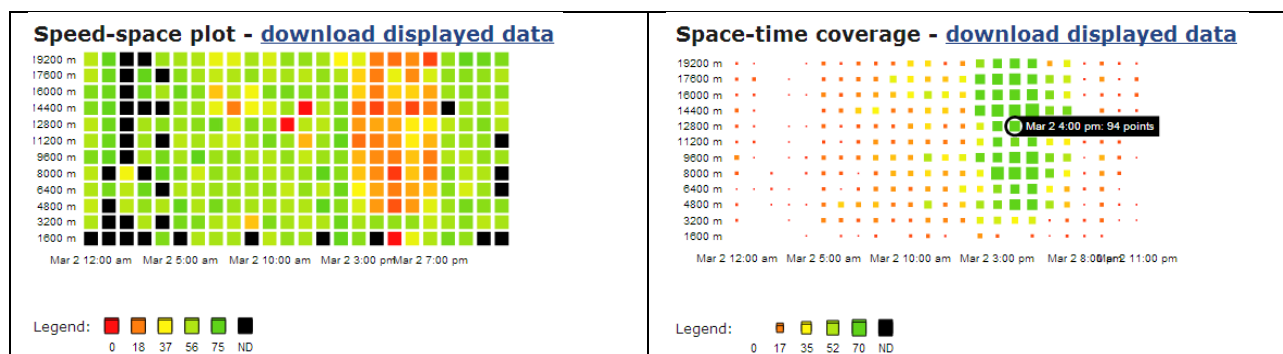 Speed-space plot - download displayed data
19200 m
17600 m
16000 m
14400 m
12800 m
11200 m
9600 m
8000 m
6400 m
4800 m
3200 m
1600 m
Mar 2 12:00 am Mar 2 5:00 am Mar 2 10:00 am Mar 2 3:00 pm Mar 2 7:00 pm
Legend:
0 18 37 56 75 ND
Space-time coverage - download displayed data
19200 m
17600 m
16000 m
14400 m
12800 m
Mar 2 4:00 pm: 94 points
11200 m
9600 m
8000 m
6400 m
4800 m
3200 m
1600 m
Mar 2 12:00 am Mar 2 5:00 am Mar 2 10:00 am Mar 2 3:00 pm Mar 2 8:00 pm Mar 2 11:00 pm
Legend:
0 17 35 52 70 ND